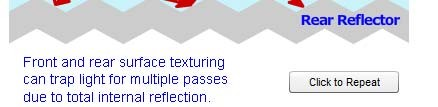 Rear Reflector
Front and rear surface texturing
can trap light for multiple passes
due to total internal reflection.
Click to Repeat